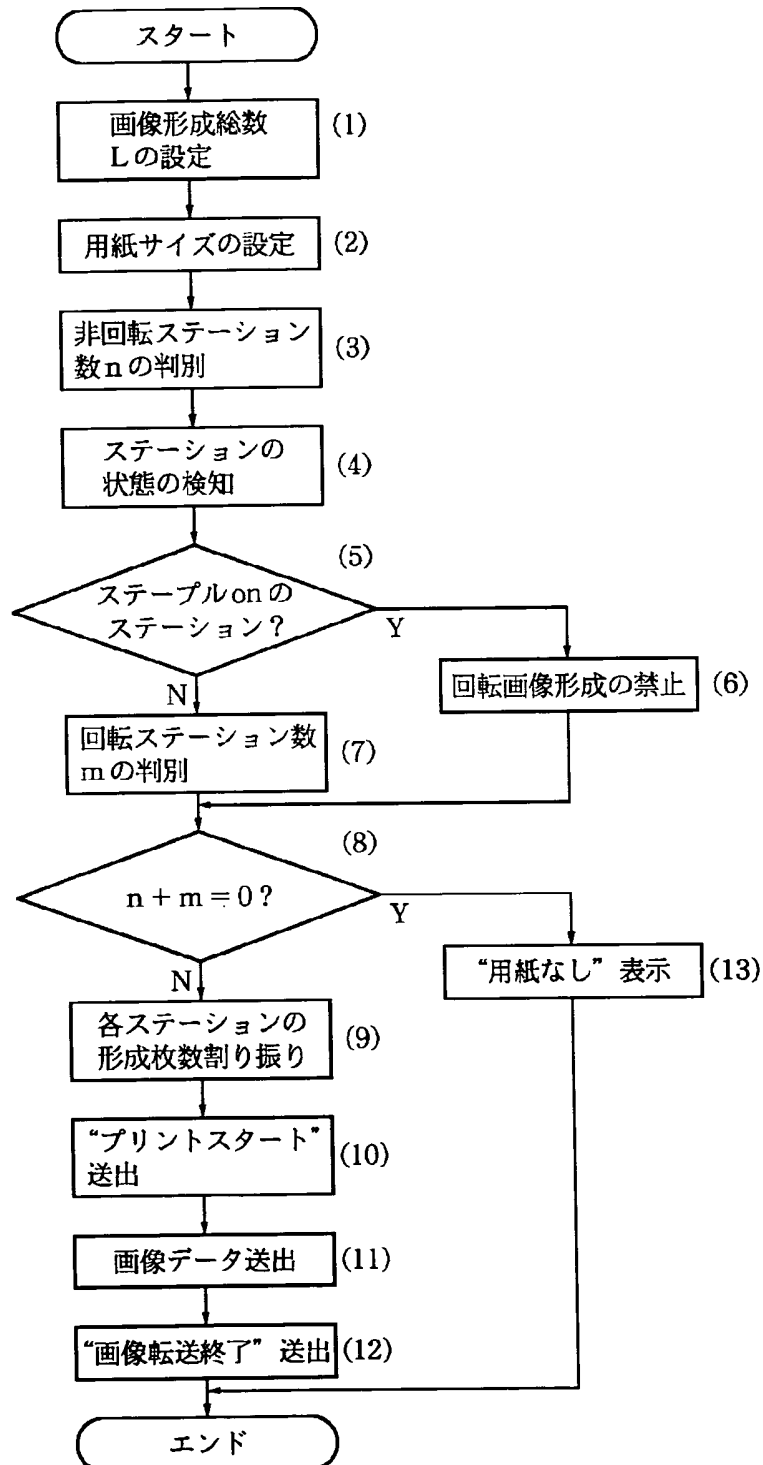 スタート
画像形成総数
Lの設定
(1)
用紙サイズの設定
(2)
非回転ステーション
数nの判別
(3)
ステーションの
状態の検知
(4)
(5)
ステープルonの
ステーション?
Y
N
回転画像形成の禁止
(6)
回転ステーション数
mの判別
(7)
(8)
n+m=0?
Y
N
“用紙なし” 表示
(13)
各ステーションの
形成枚数割り振り
(9)
“プリントスタート”
送出
(10)
画像データ送出
(11)
“画像転送終了” 送出
(12)
エンド